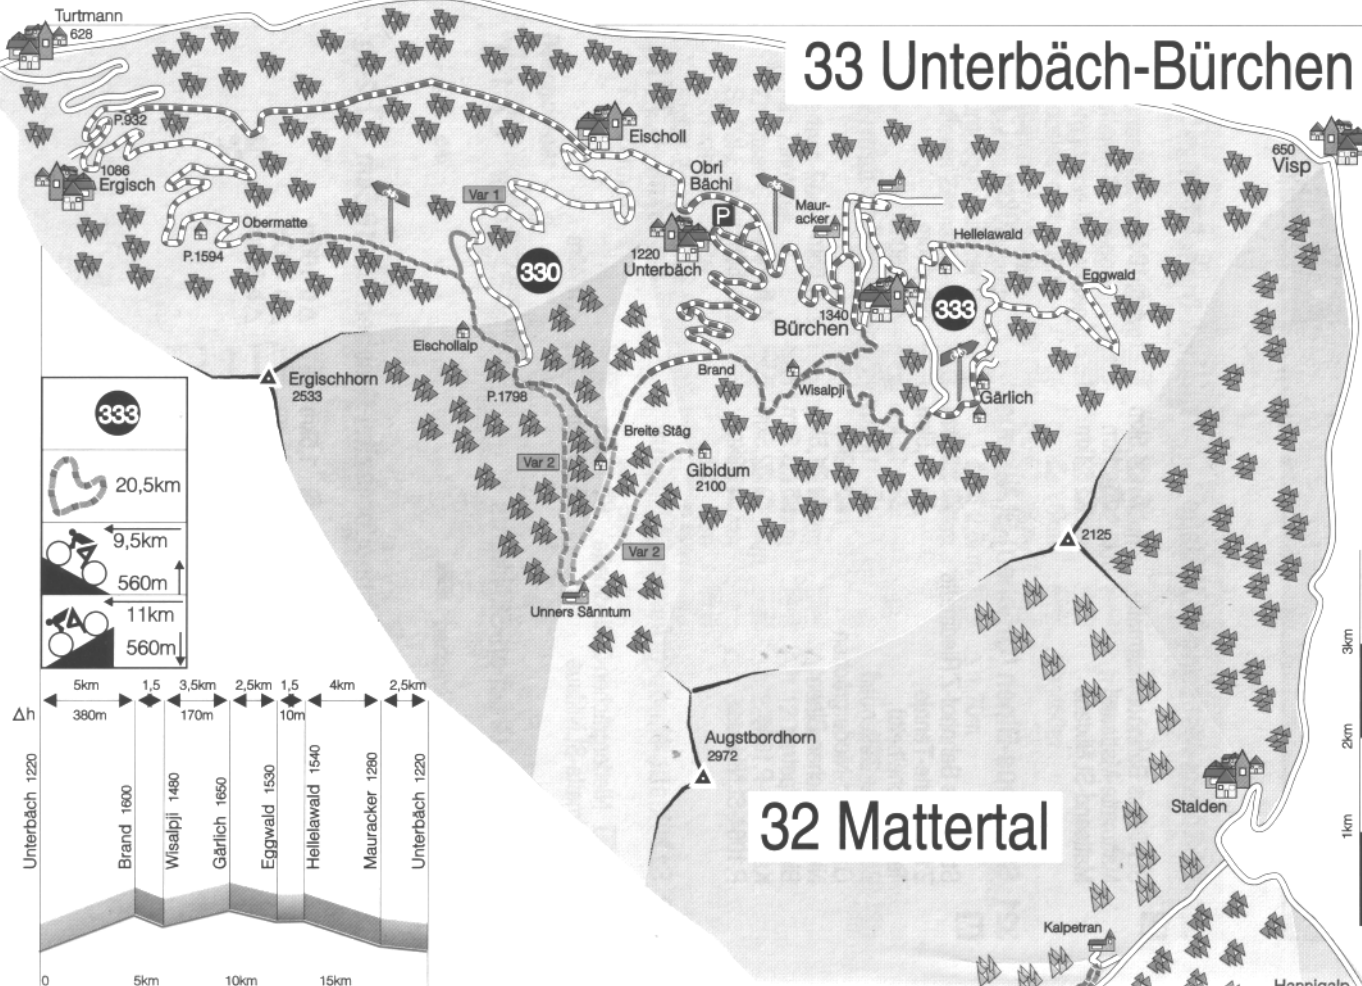 Turtmann
628
33 Unterbäch-Bürchen
P.932
Eischoll
650
Visp
1086
Ergisch
Obri
Bächi
Var 1
P
Maur-
acker
Obermatte
Hellelawald
P.1594
1220
Unterbäch
330
Eggwald
333
1340
Bürchen
Eischollalp
Brand
Ergischhorn
2533
P.1798
Wisalpji
Gärlich
333
Breite Stäg
Var 2
Gibidum
2100
20,5km
9,5km
560m
2125
Var 2
11km
560m
Unners Sänntum
3km
2km
1km
5km 1,5 3,5km 2,5km 1,5 4km 2,5km
Δh 380m 170m 10m
Unterbäch 1220
Brand 1600
Wisalpji 1480
Gärlich 1650
Eggwald 1530
Hellelawald 1540
Mauracker 1280
Unterbäch 1220
0 5km 10km 15km
Augstbordhorn
2972
32 Mattertal
Stalden
Kalpetran